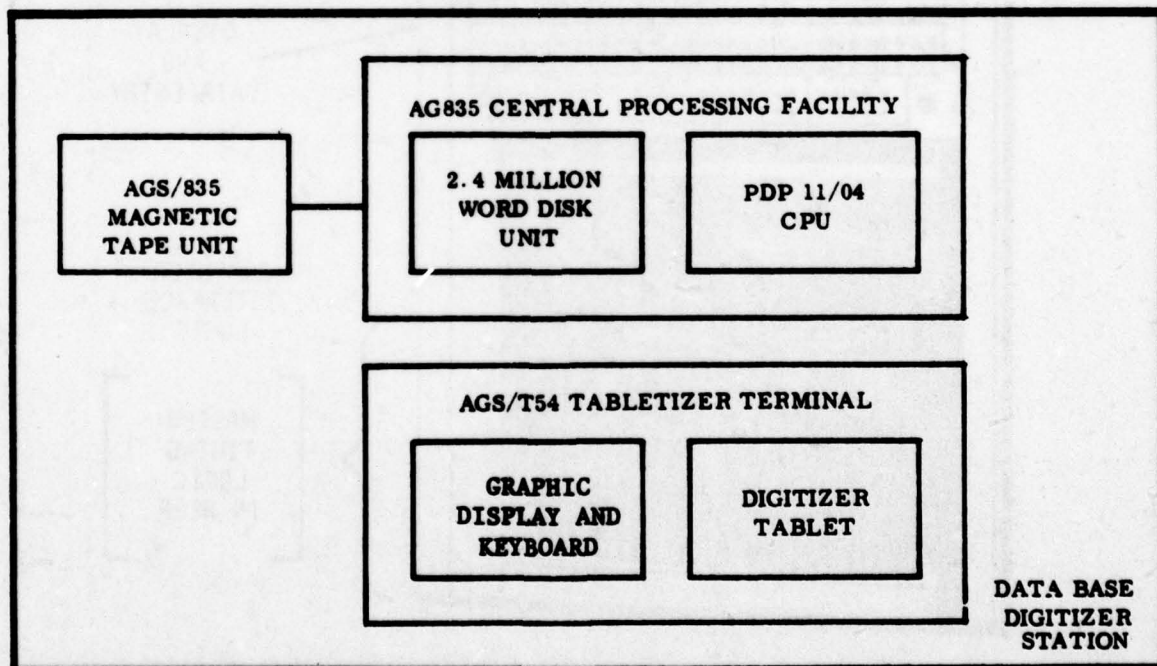 AG835 CENTRAL PROCESSING FACILITY
AGS/835
MAGNETIC
TAPE UNIT
2.4 MILLION
WORD DISK
UNIT
PDP 11/04
CPU
AGS/T54 TABLETIZER TERMINAL
GRAPHIC
DISPLAY AND
KEYBOARD
DIGITIZER
TABLET
DATA BASE
DIGITIZER
STATION